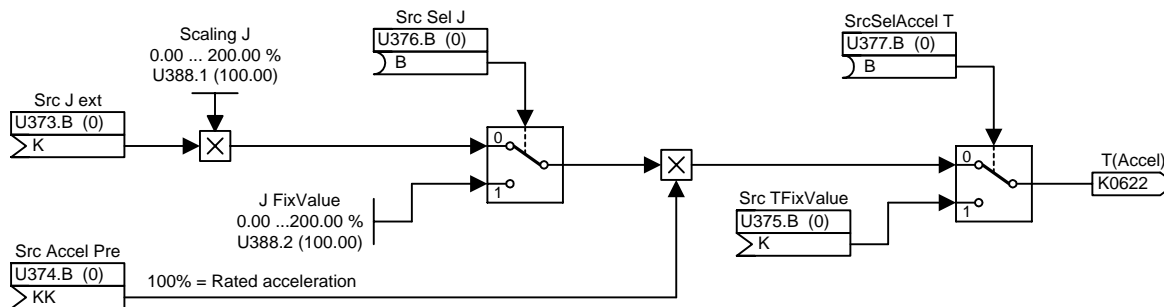 Src Sel J
U376.B (0)
B
SrcSelAccel T
U377.B (0)
B
Scaling J
0.00 ... 200.00 %
U388.1 (100.00)
Src J ext
U373.B (0)
K
0
1
J FixValue
0.00 ...200.00 %
U388.2 (100.00)
0
1
T(Accel)
K0622
Src TFixValue
U375.B (0)
K
Src Accel Pre
U374.B (0)
KK
100% = Rated acceleration